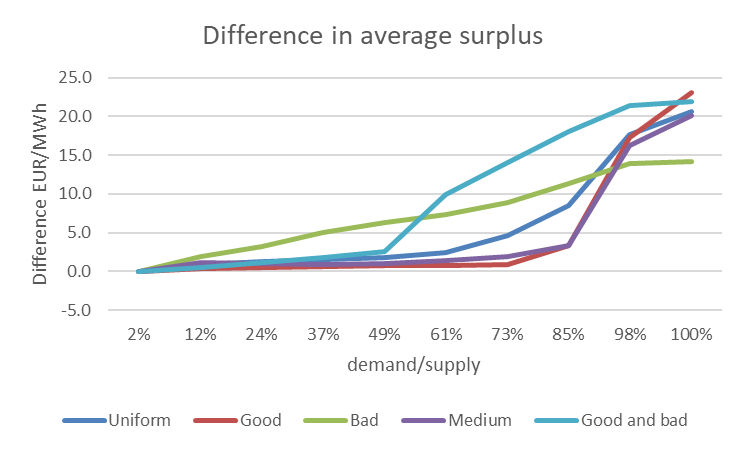 Difference in average surplus
25.0
20.0
15.0
10.0
5.0
0.0
-5.0
Difference EUR/MWh
2% 12% 24% 37% 49% 61% 73% 85% 98% 100%
demand/supply
Uniform Good Bad Medium Good and bad